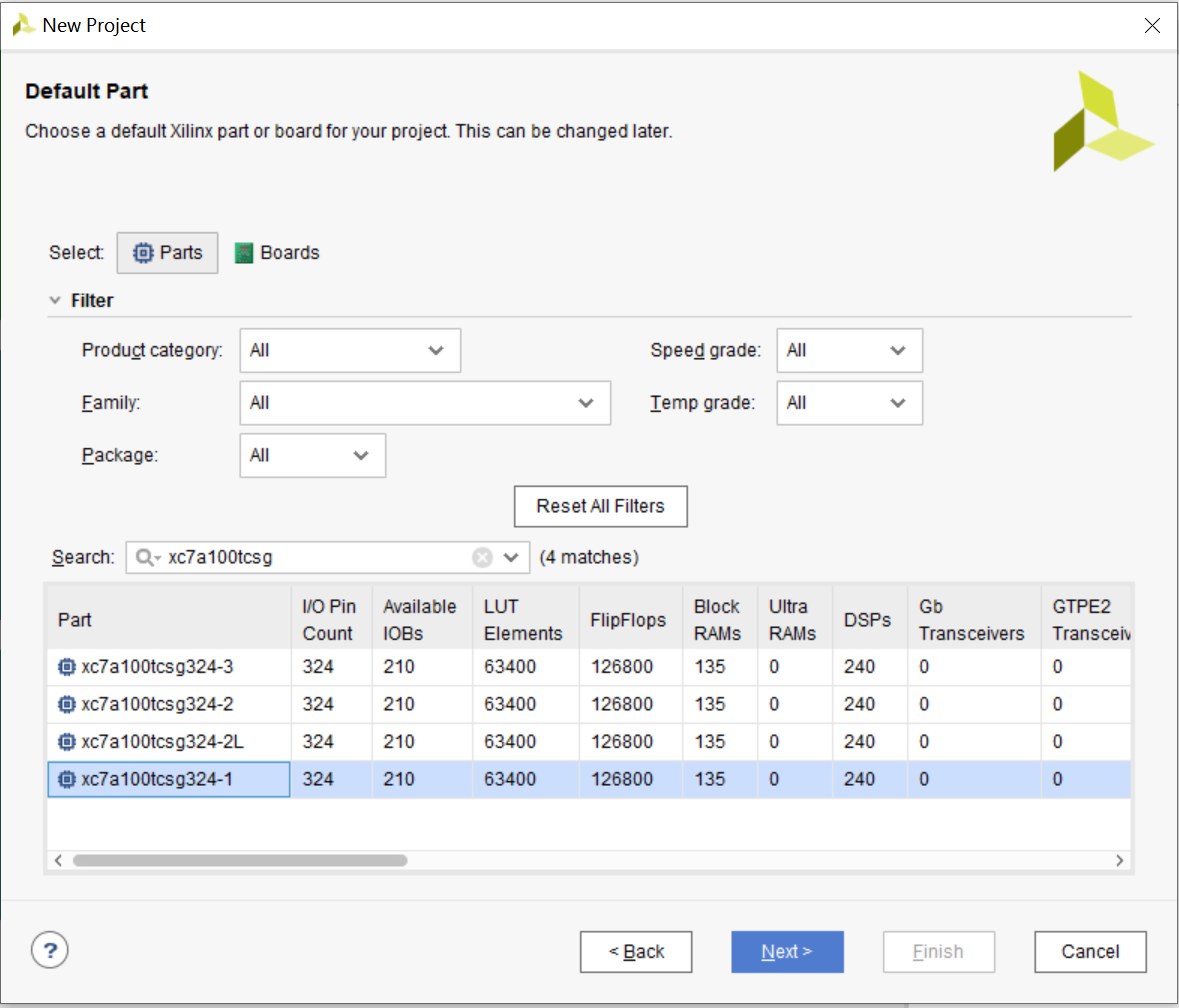 New Project
Default Part
Choose a default Xilinx part or board for your project. This can be changed later.
Select: Parts Boards
Filter
Product category: All Speed grade: All
Family: All Temp grade: All
Package: All
Reset All Filters
Search: xc7a100tcsg (4 matches)
Part I/O Pin Count Available IOBs LUT Elements FlipFlops Block RAMs Ultra RAMs DSPs Gb Transceivers GTPE2 Transceiv
xc7a100tcsg324-3 324 210 63400 126800 135 0 240 0 0
xc7a100tcsg324-2 324 210 63400 126800 135 0 240 0 0
xc7a100tcsg324-2L 324 210 63400 126800 135 0 240 0 0
xc7a100tcsg324-1 324 210 63400 126800 135 0 240 0 0
? < Back Next > Finish Cancel